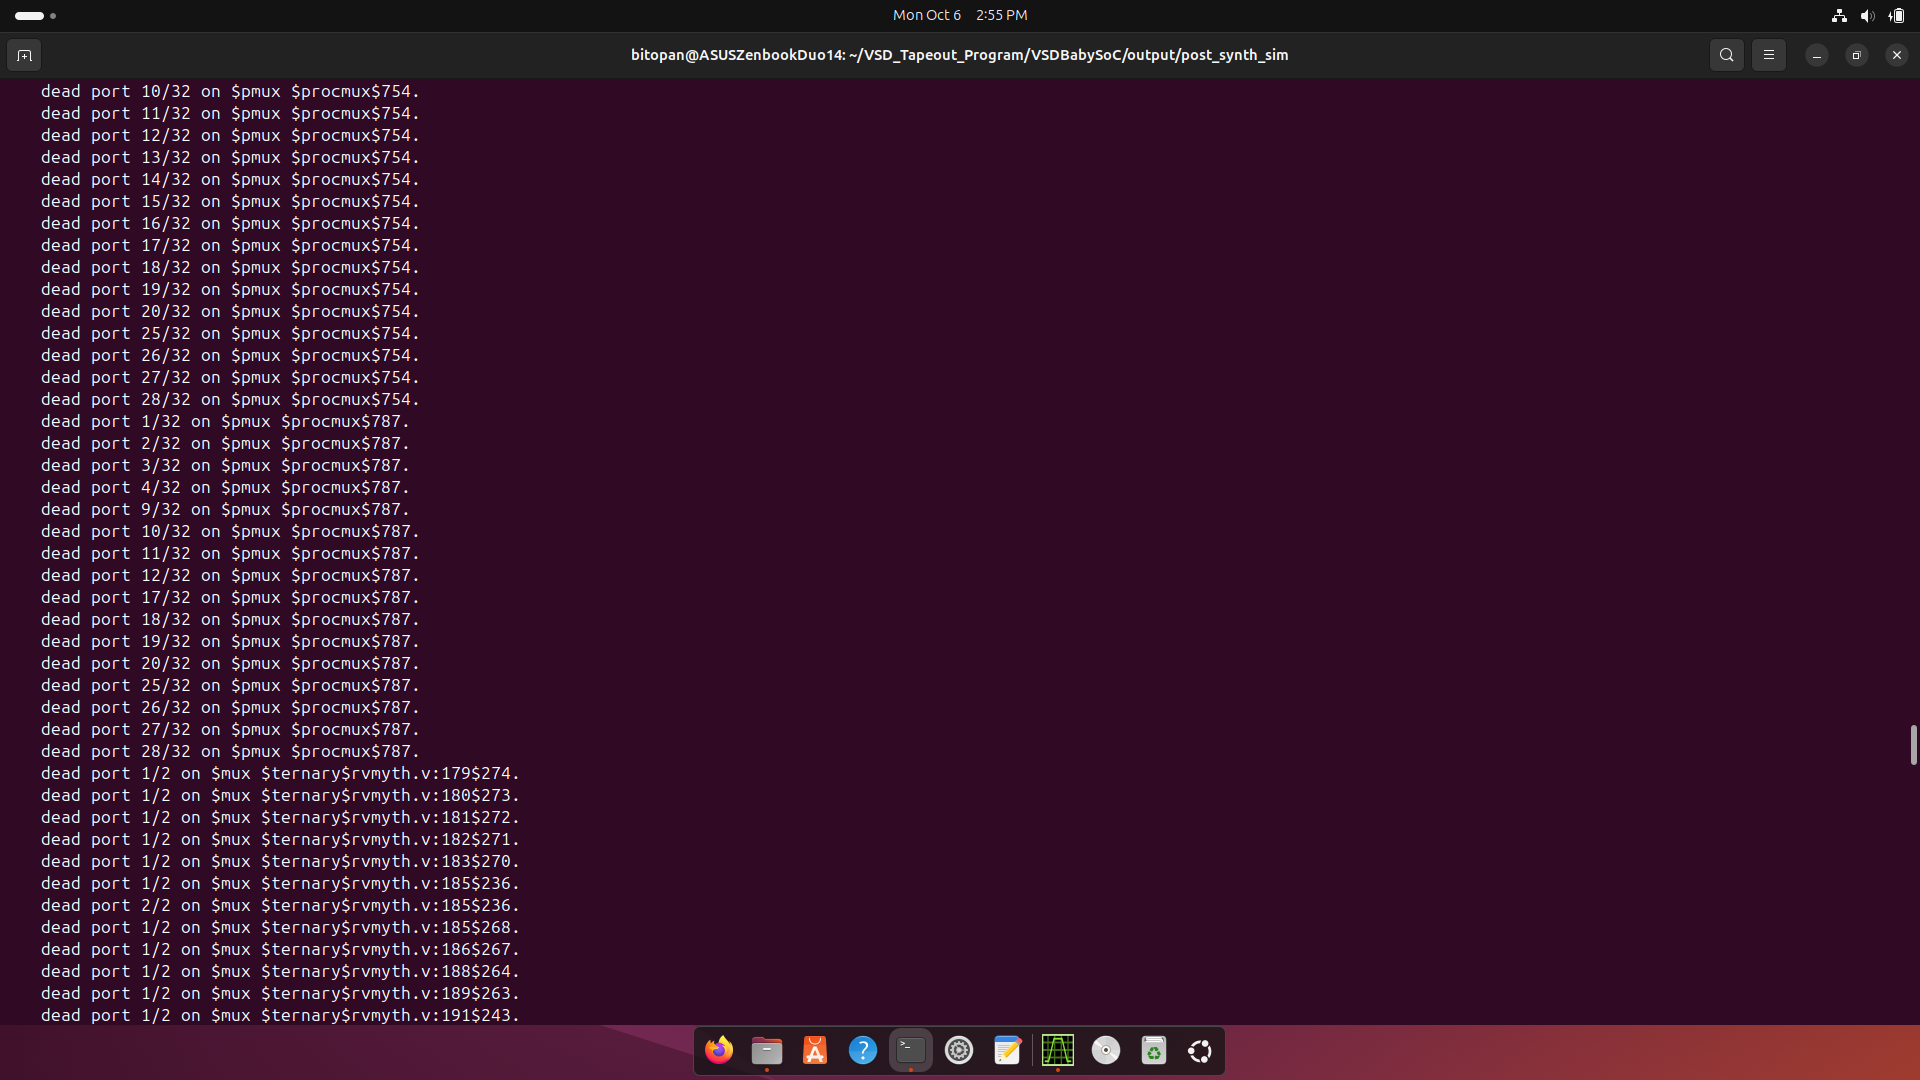 Mon Oct 6 2:55 PM
bitopan@ASUSZenbookDuo14: ~/VSD_Tapeout_Program/VSDBabySoC/output/post_synth_sim
dead port 10/32 on $pmux $procmux$754.
dead port 11/32 on $pmux $procmux$754.
dead port 12/32 on $pmux $procmux$754.
dead port 13/32 on $pmux $procmux$754.
dead port 14/32 on $pmux $procmux$754.
dead port 15/32 on $pmux $procmux$754.
dead port 16/32 on $pmux $procmux$754.
dead port 17/32 on $pmux $procmux$754.
dead port 18/32 on $pmux $procmux$754.
dead port 19/32 on $pmux $procmux$754.
dead port 20/32 on $pmux $procmux$754.
dead port 25/32 on $pmux $procmux$754.
dead port 26/32 on $pmux $procmux$754.
dead port 27/32 on $pmux $procmux$754.
dead port 28/32 on $pmux $procmux$754.
dead port 1/32 on $pmux $procmux$787.
dead port 2/32 on $pmux $procmux$787.
dead port 3/32 on $pmux $procmux$787.
dead port 4/32 on $pmux $procmux$787.
dead port 9/32 on $pmux $procmux$787.
dead port 10/32 on $pmux $procmux$787.
dead port 11/32 on $pmux $procmux$787.
dead port 12/32 on $pmux $procmux$787.
dead port 17/32 on $pmux $procmux$787.
dead port 18/32 on $pmux $procmux$787.
dead port 19/32 on $pmux $procmux$787.
dead port 20/32 on $pmux $procmux$787.
dead port 25/32 on $pmux $procmux$787.
dead port 26/32 on $pmux $procmux$787.
dead port 27/32 on $pmux $procmux$787.
dead port 28/32 on $pmux $procmux$787.
dead port 1/2 on $mux $ternary$rvmyth.v:179$274.
dead port 1/2 on $mux $ternary$rvmyth.v:180$273.
dead port 1/2 on $mux $ternary$rvmyth.v:181$272.
dead port 1/2 on $mux $ternary$rvmyth.v:182$271.
dead port 1/2 on $mux $ternary$rvmyth.v:183$270.
dead port 1/2 on $mux $ternary$rvmyth.v:185$236.
dead port 2/2 on $mux $ternary$rvmyth.v:185$236.
dead port 1/2 on $mux $ternary$rvmyth.v:185$268.
dead port 1/2 on $mux $ternary$rvmyth.v:186$267.
dead port 1/2 on $mux $ternary$rvmyth.v:188$264.
dead port 1/2 on $mux $ternary$rvmyth.v:189$263.
dead port 1/2 on $mux $ternary$rvmyth.v:191$243.